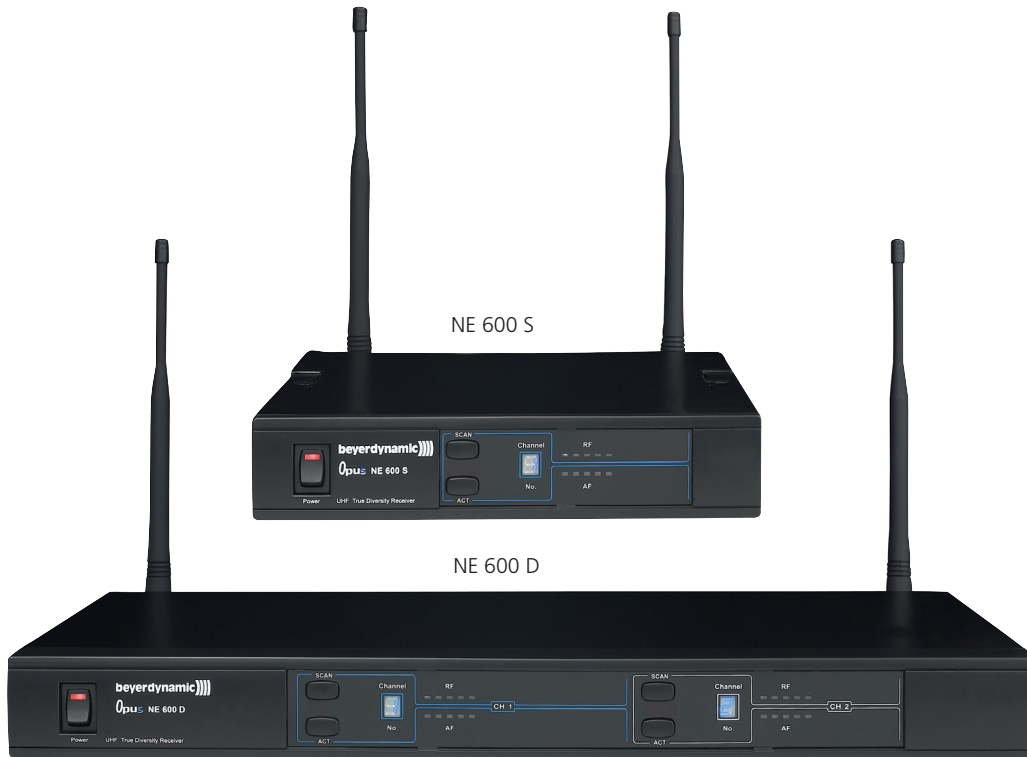 NE 600 S
SCAN
beyerdynamic
Channel
RF
Opus NE 600 S
No.
AF
Power
UHF True Diversity Receiver
ACT
NE 600 D
beyerdynamic
Opus NE 600 D
Power
UHF True Diversity Receiver
SCAN
Channel
RF
CH 1
No.
AF
ACT
SCAN
Channel
RF
CH 2
No.
AF
ACT